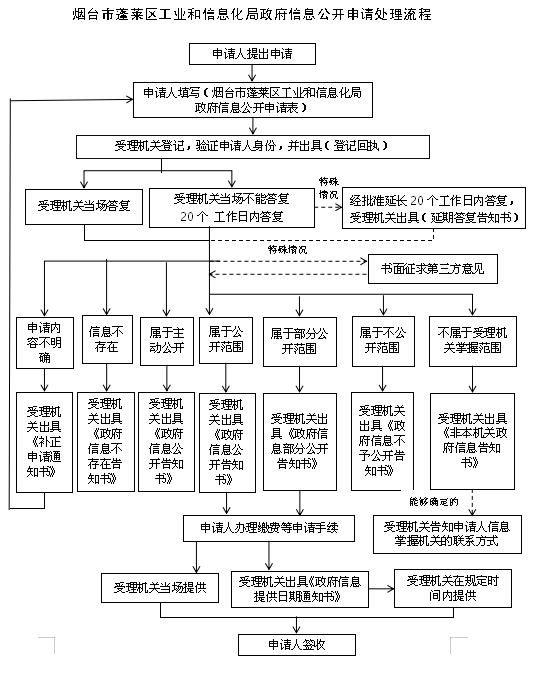 烟台市蓬莱区工业和信息化局政府信息公开申请处理流程
申请人提出申请
申请人填写（烟台市蓬莱区工业和信息化局
政府信息公开申请表）
受理机关登记，验证申请人身份，并出具（登记回执）
受理机关当场答复
受理机关当场不能答复
20个 工作日内答复
特殊
情况
经批准延长20个工作日内答复，
受理机关出具（延期答复告知书）
特殊情况
书面征求第三方意见
申请内
容不明
确
信息不
存在
属于主
动公开
属于公
开范围
属于部分公
开范围
属于不公
开范围
不属于受理机
关掌握范围
受理机
关出具
《补正
申请通
知书》
受理机
关出具
《政府
信息不
存在告
知书》
受理机
关出具
《政府
信息公
开告知
书》
受理机
关出具
《政府
信息公
开告知
书》
受理机关出
具《政府信
息部分公开
告知书》
受理机关
出具《政
府信息不
予公开告
知书》
受理机关出具
《非本机关政
府信息告知
书》
能够确定的
申请人办理缴费等申请手续
受理机关告知申请人信息
掌握机关的联系方式
受理机关当场提供
受理机关出具《政府信息
提供日期通知书》
受理机关在规定时
间内提供
申请人签收